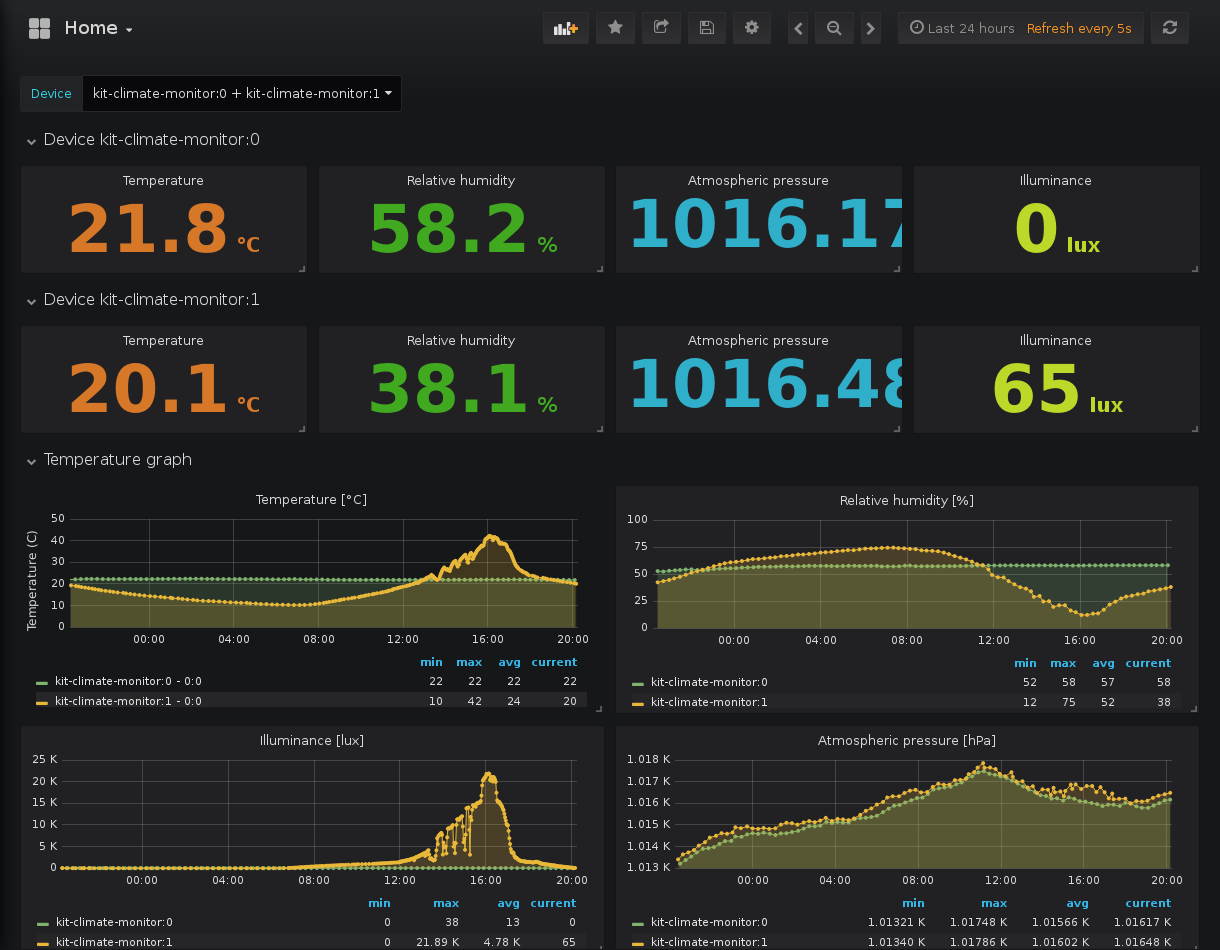 Home
Last 24 hours Refresh every 5s
Device kit-climate-monitor:0 + kit-climate-monitor:1
Device kit-climate-monitor:0
Temperature Relative humidity Atmospheric pressure Illuminance
21.8 °C 58.2 % 1016.17 0 lux
Device kit-climate-monitor:1
Temperature Relative humidity Atmospheric pressure Illuminance
20.1 °C 38.1 % 1016.48 65 lux
Temperature graph
Temperature [°C]
Temperature (C)
50
40
30
20
10
0
00:00 04:00 08:00 12:00 16:00 20:00
min max avg current
kit-climate-monitor:0 - 0:0 22 22 22 22
kit-climate-monitor:1 - 0:0 10 42 24 20
Relative humidity [%]
100
75
50
25
0
00:00 04:00 08:00 12:00 16:00 20:00
min max avg current
kit-climate-monitor:0 52 58 57 58
kit-climate-monitor:1 12 75 52 38
Illuminance [lux]
25 K
20 K
15 K
10 K
5 K
0
00:00 04:00 08:00 12:00 16:00 20:00
min max avg current
kit-climate-monitor:0 0 38 13 0
kit-climate-monitor:1 0 21.89 K 4.78 K 65
Atmospheric pressure [hPa]
1.018 K
1.017 K
1.016 K
1.015 K
1.014 K
1.013 K
00:00 04:00 08:00 12:00 16:00 20:00
min max avg current
kit-climate-monitor:0 1.01321 K 1.01748 K 1.01566 K 1.01617 K
kit-climate-monitor:1 1.01340 K 1.01786 K 1.01602 K 1.01648 K